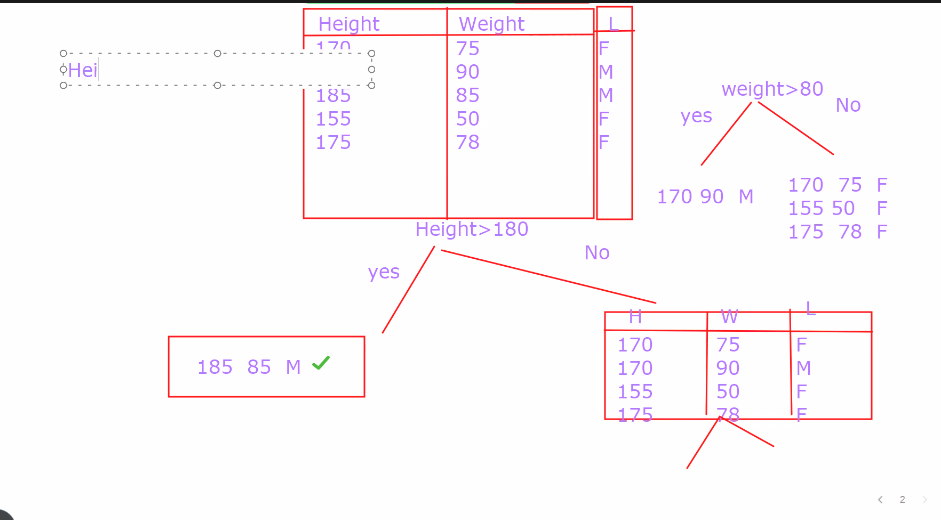 Height Weight L
170 75 F
Hei 90 M
185 85 M
155 50 F
175 78 F
weight>80
yes No
170 90 M
170 75 F
155 50 F
175 78 F
Height>180
yes No
185 85 M
H W L
170 75 F
170 90 M
155 50 F
175 78 F
2